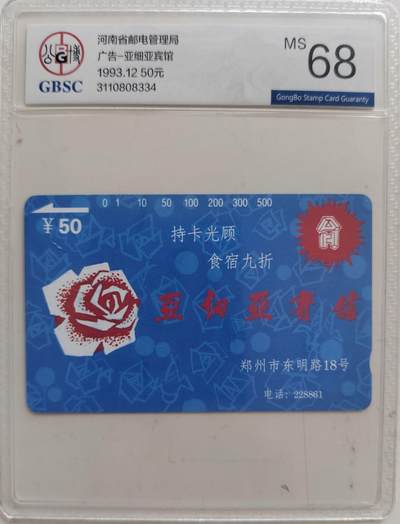 河南省邮电管理局
广告-亚细亚宾馆
1993.12 50元
3110808334
公博
G
GBSC
MS 68
GongBo Stamp Card Guaranty
¥50
0 1 10 50 100 200 300 500
持卡光顾
食宿九折
亚细亚宾馆
郑州市东明路18号
电话：228861